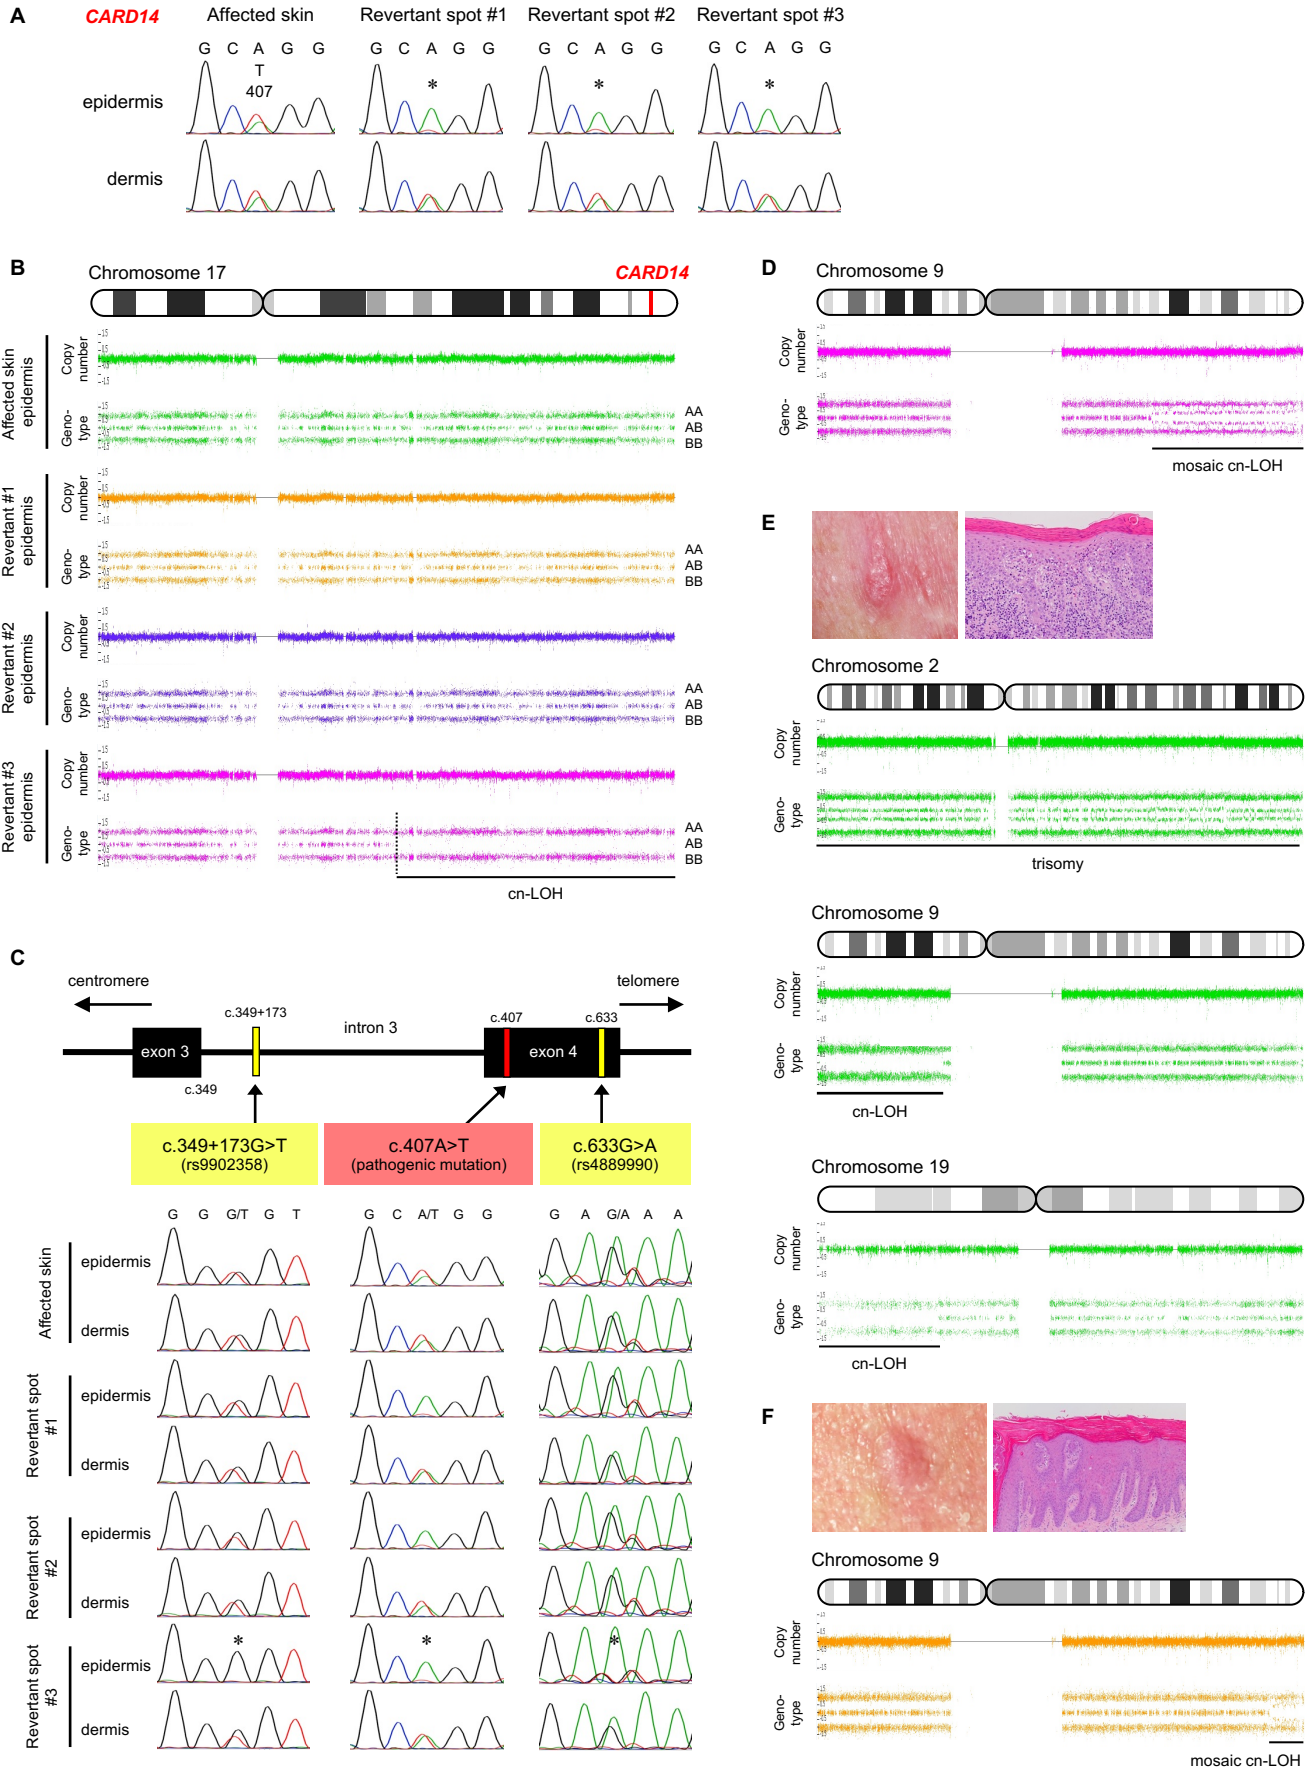 A
CARD14
Affected skin
Revertant spot #1
Revertant spot #2
Revertant spot #3
G C A G G
G C A G G
G C A G G
G C A G G
T
407
*
*
*
epidermis
dermis
B
Chromosome 17
CARD14
Affected skin
epidermis
Copy
number
Geno-
type
AA
AB
BB
Revertant #1
epidermis
Copy
number
Geno-
type
AA
AB
BB
Revertant #2
epidermis
Copy
number
Geno-
type
AA
AB
BB
Revertant #3
epidermis
Copy
number
Geno-
type
AA
AB
BB
cn-LOH
C
centromere
telomere
c.349+173
intron 3
c.407
c.633
exon 3
exon 4
c.349
c.349+173G>T
(rs9902358)
c.407A>T
(pathogenic mutation)
c.633G>A
(rs4889990)
G G G/T G T
G C A/T G G
G A G/A A A
Affected skin
epidermis
dermis
Revertant spot
#1
epidermis
dermis
Revertant spot
#2
epidermis
dermis
Revertant spot
#3
epidermis
* * *
dermis
D
Chromosome 9
Copy
number
Geno-
type
mosaic cn-LOH
E
Chromosome 2
Copy
number
Geno-
type
trisomy
Chromosome 9
Copy
number
Geno-
type
cn-LOH
Chromosome 19
Copy
number
Geno-
type
cn-LOH
F
Chromosome 9
Copy
number
Geno-
type
mosaic cn-LOH